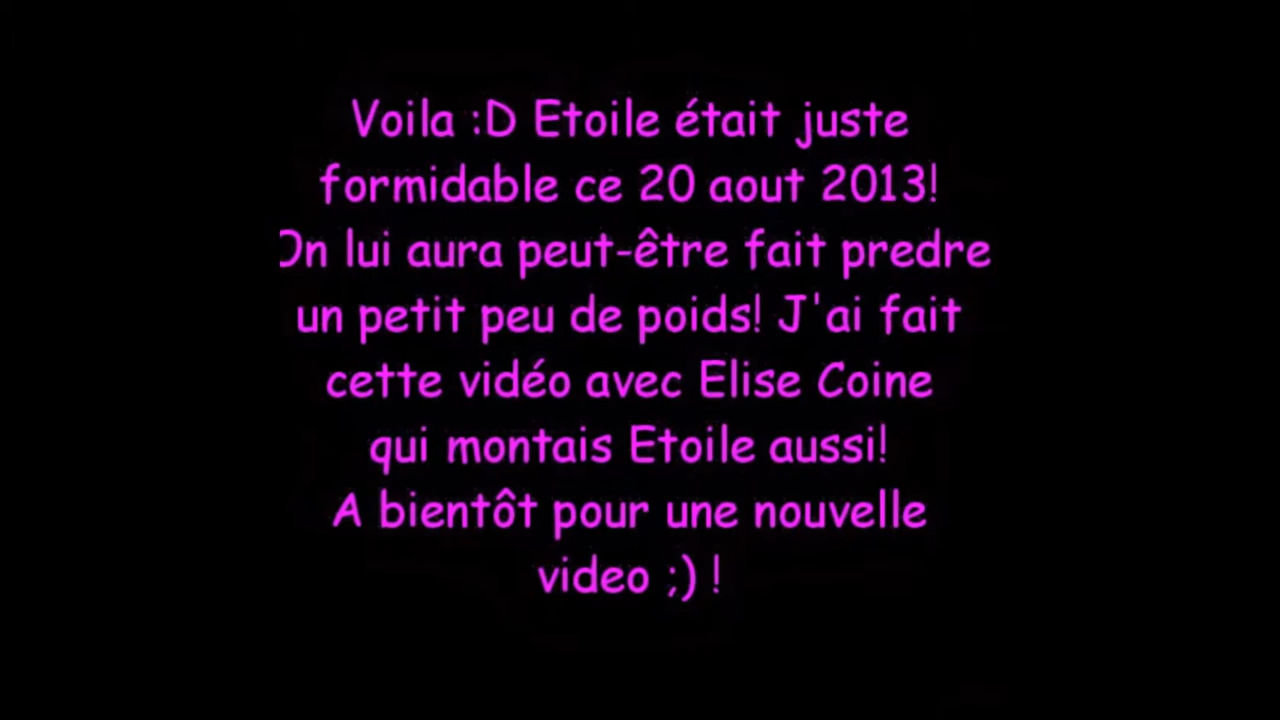 Voila :D Etoile était juste
formidable ce 20 aout 2013!
On lui aura peut-être fait predre
un petit peu de poids! J'ai fait
cette vidéo avec Elise Coine
qui montais Etoile aussi!
A bientôt pour une nouvelle
video ;) !